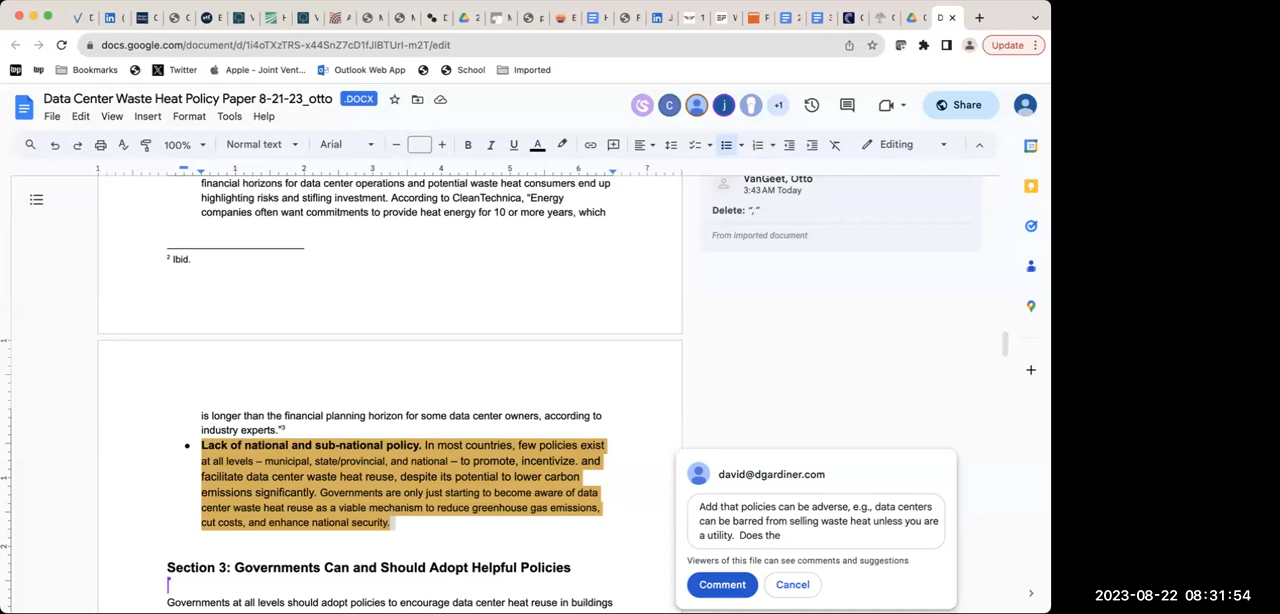 docs.google.com/document/d/1i4oTXzTRS-x44SnZ7cD1fJIBTUrI-m2T/edit
Update
Bookmarks
Twitter
Apple - Joint Vent...
Outlook Web App
School
Imported
Data Center Waste Heat Policy Paper 8-21-23_otto
.DOCX
File Edit View Insert Format Tools Help
C
j
+1
Share
100%
Normal text
Arial
Editing
1 1 2 3 4 5 6 7
financial horizons for data center operations and potential waste heat consumers end up
highlighting risks and stifling investment. According to CleanTechnica, “Energy
companies often want commitments to provide heat energy for 10 or more years, which
2 Ibid.
VanGeet, Otto
3:43 AM Today
Delete: “,”
From imported document
is longer than the financial planning horizon for some data center owners, according to
industry experts.”3
● Lack of national and sub-national policy. In most countries, few policies exist
at all levels – municipal, state/provincial, and national – to promote, incentivize. and
facilitate data center waste heat reuse, despite its potential to lower carbon
emissions significantly. Governments are only just starting to become aware of data
center waste heat reuse as a viable mechanism to reduce greenhouse gas emissions,
cut costs, and enhance national security.
Section 3: Governments Can and Should Adopt Helpful Policies
Governments at all levels should adopt policies to encourage data center heat reuse in buildings
david@dgardiner.com
Add that policies can be adverse, e.g., data centers
can be barred from selling waste heat unless you are
a utility. Does the
Viewers of this file can see comments and suggestions
Comment
Cancel
2023-08-22 08:31:54